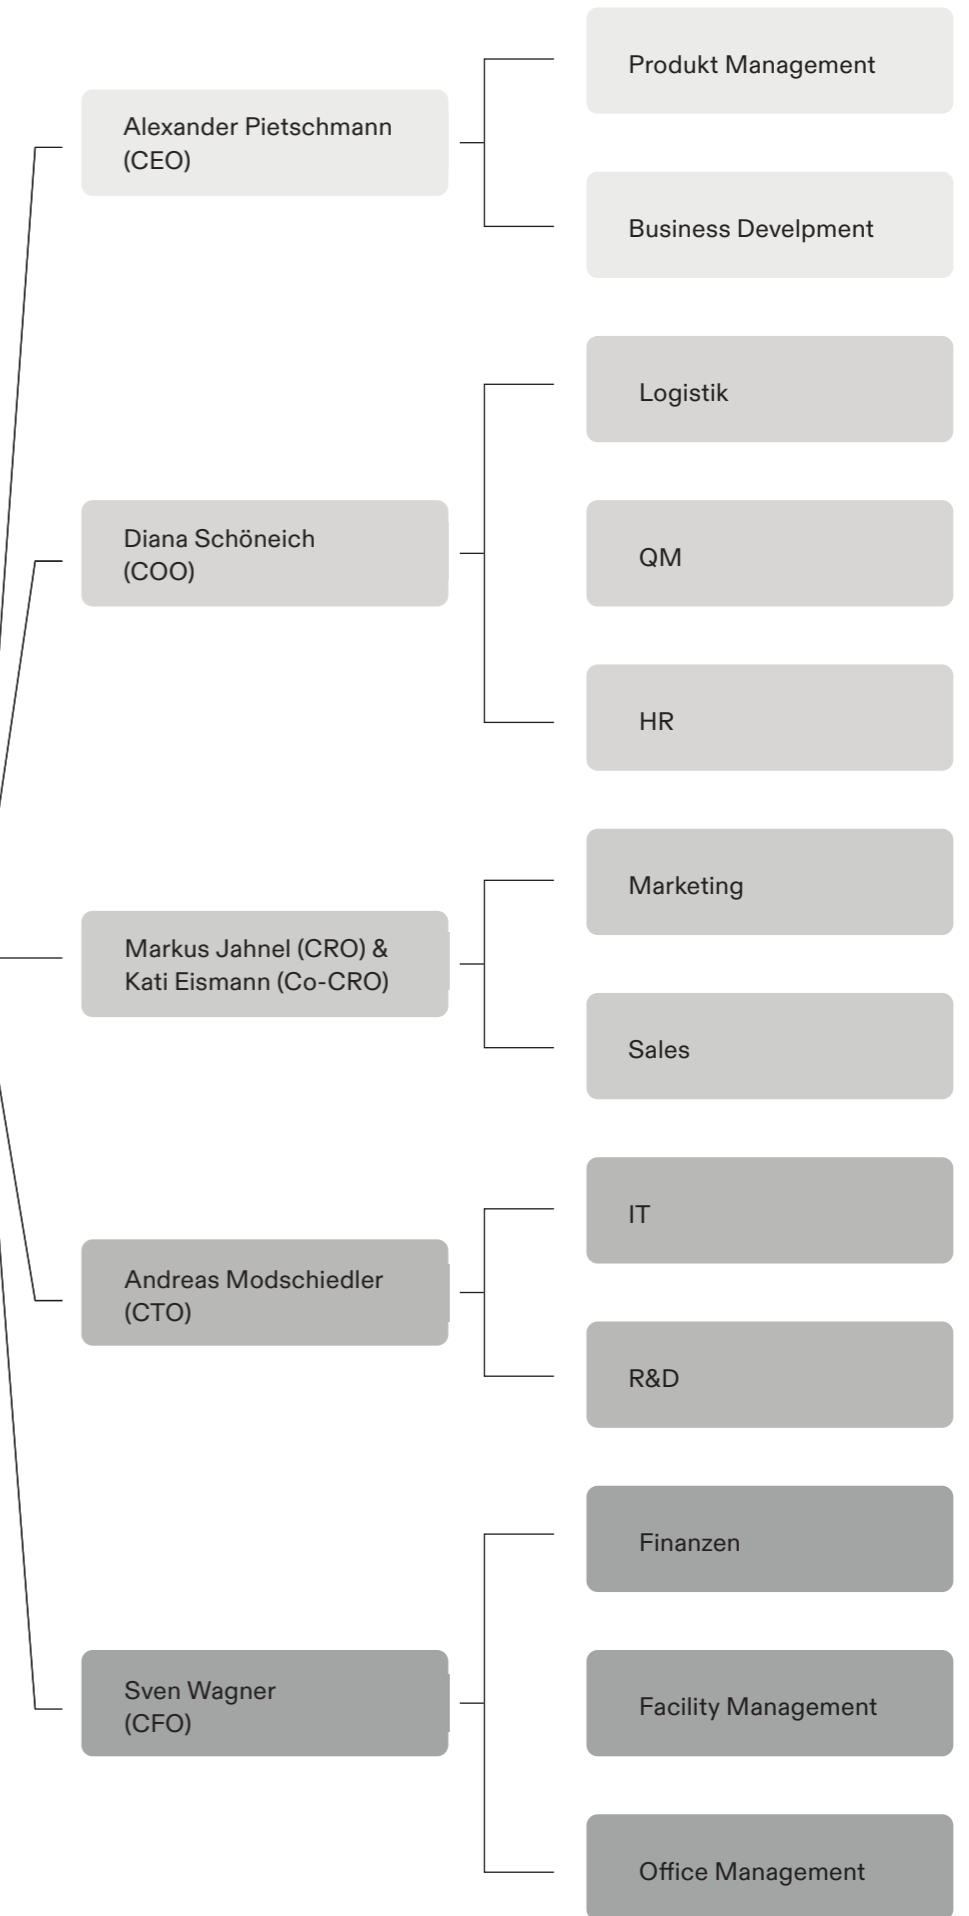 Produkt Management
Alexander Pietschmann
(CEO)
Business Develpment
Logistik
Diana Schöneich
(COO)
QM
HR
Marketing
Markus Jahnel (CRO) &
Kati Eismann (Co-CRO)
Sales
IT
Andreas Modschiedler
(CTO)
R&D
Finanzen
Sven Wagner
(CFO)
Facility Management
Office Management